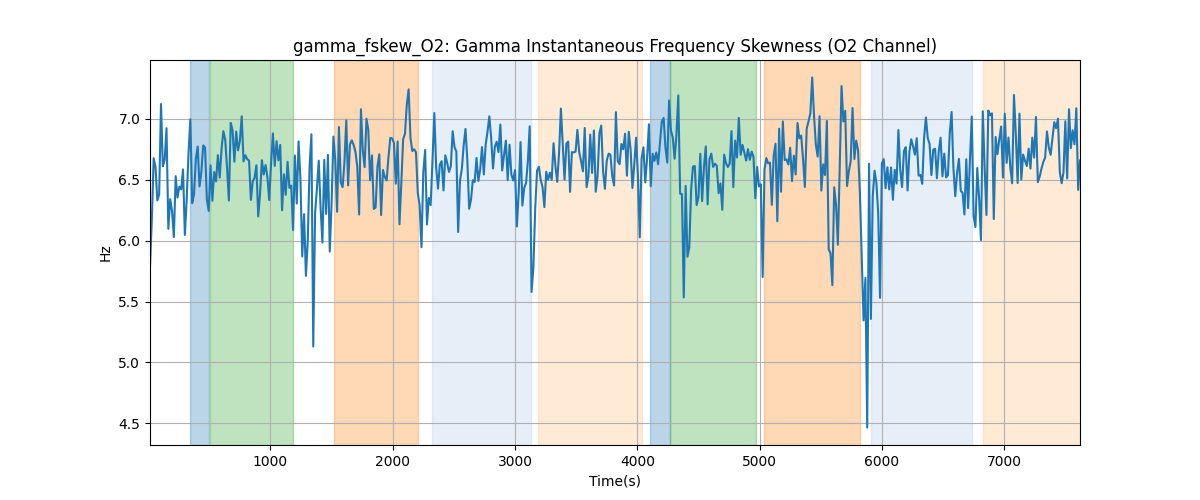 gamma_fskew_O2: Gamma Instantaneous Frequency Skewness (O2 Channel)
7.0
6.5
6.0
5.5
5.0
4.5
Hz
1000 2000 3000 4000 5000 6000 7000
Time(s)